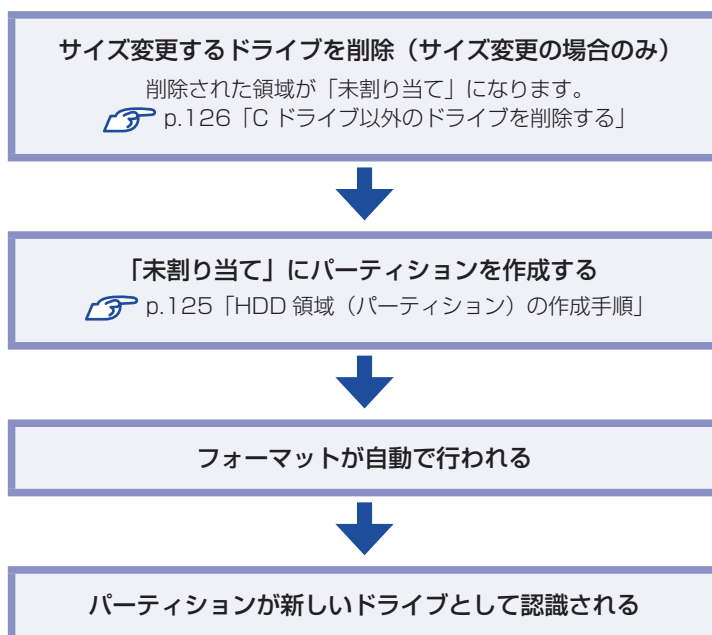 サイズ変更するドライブを削除（サイズ変更の場合のみ）
削除された領域が「未割り当て」になります。
p.126「C ドライブ以外のドライブを削除する」
「未割り当て」にパーティションを作成する
p.125「HDD 領域（パーティション）の作成手順」
フォーマットが自動で行われる
パーティションが新しいドライブとして認識される